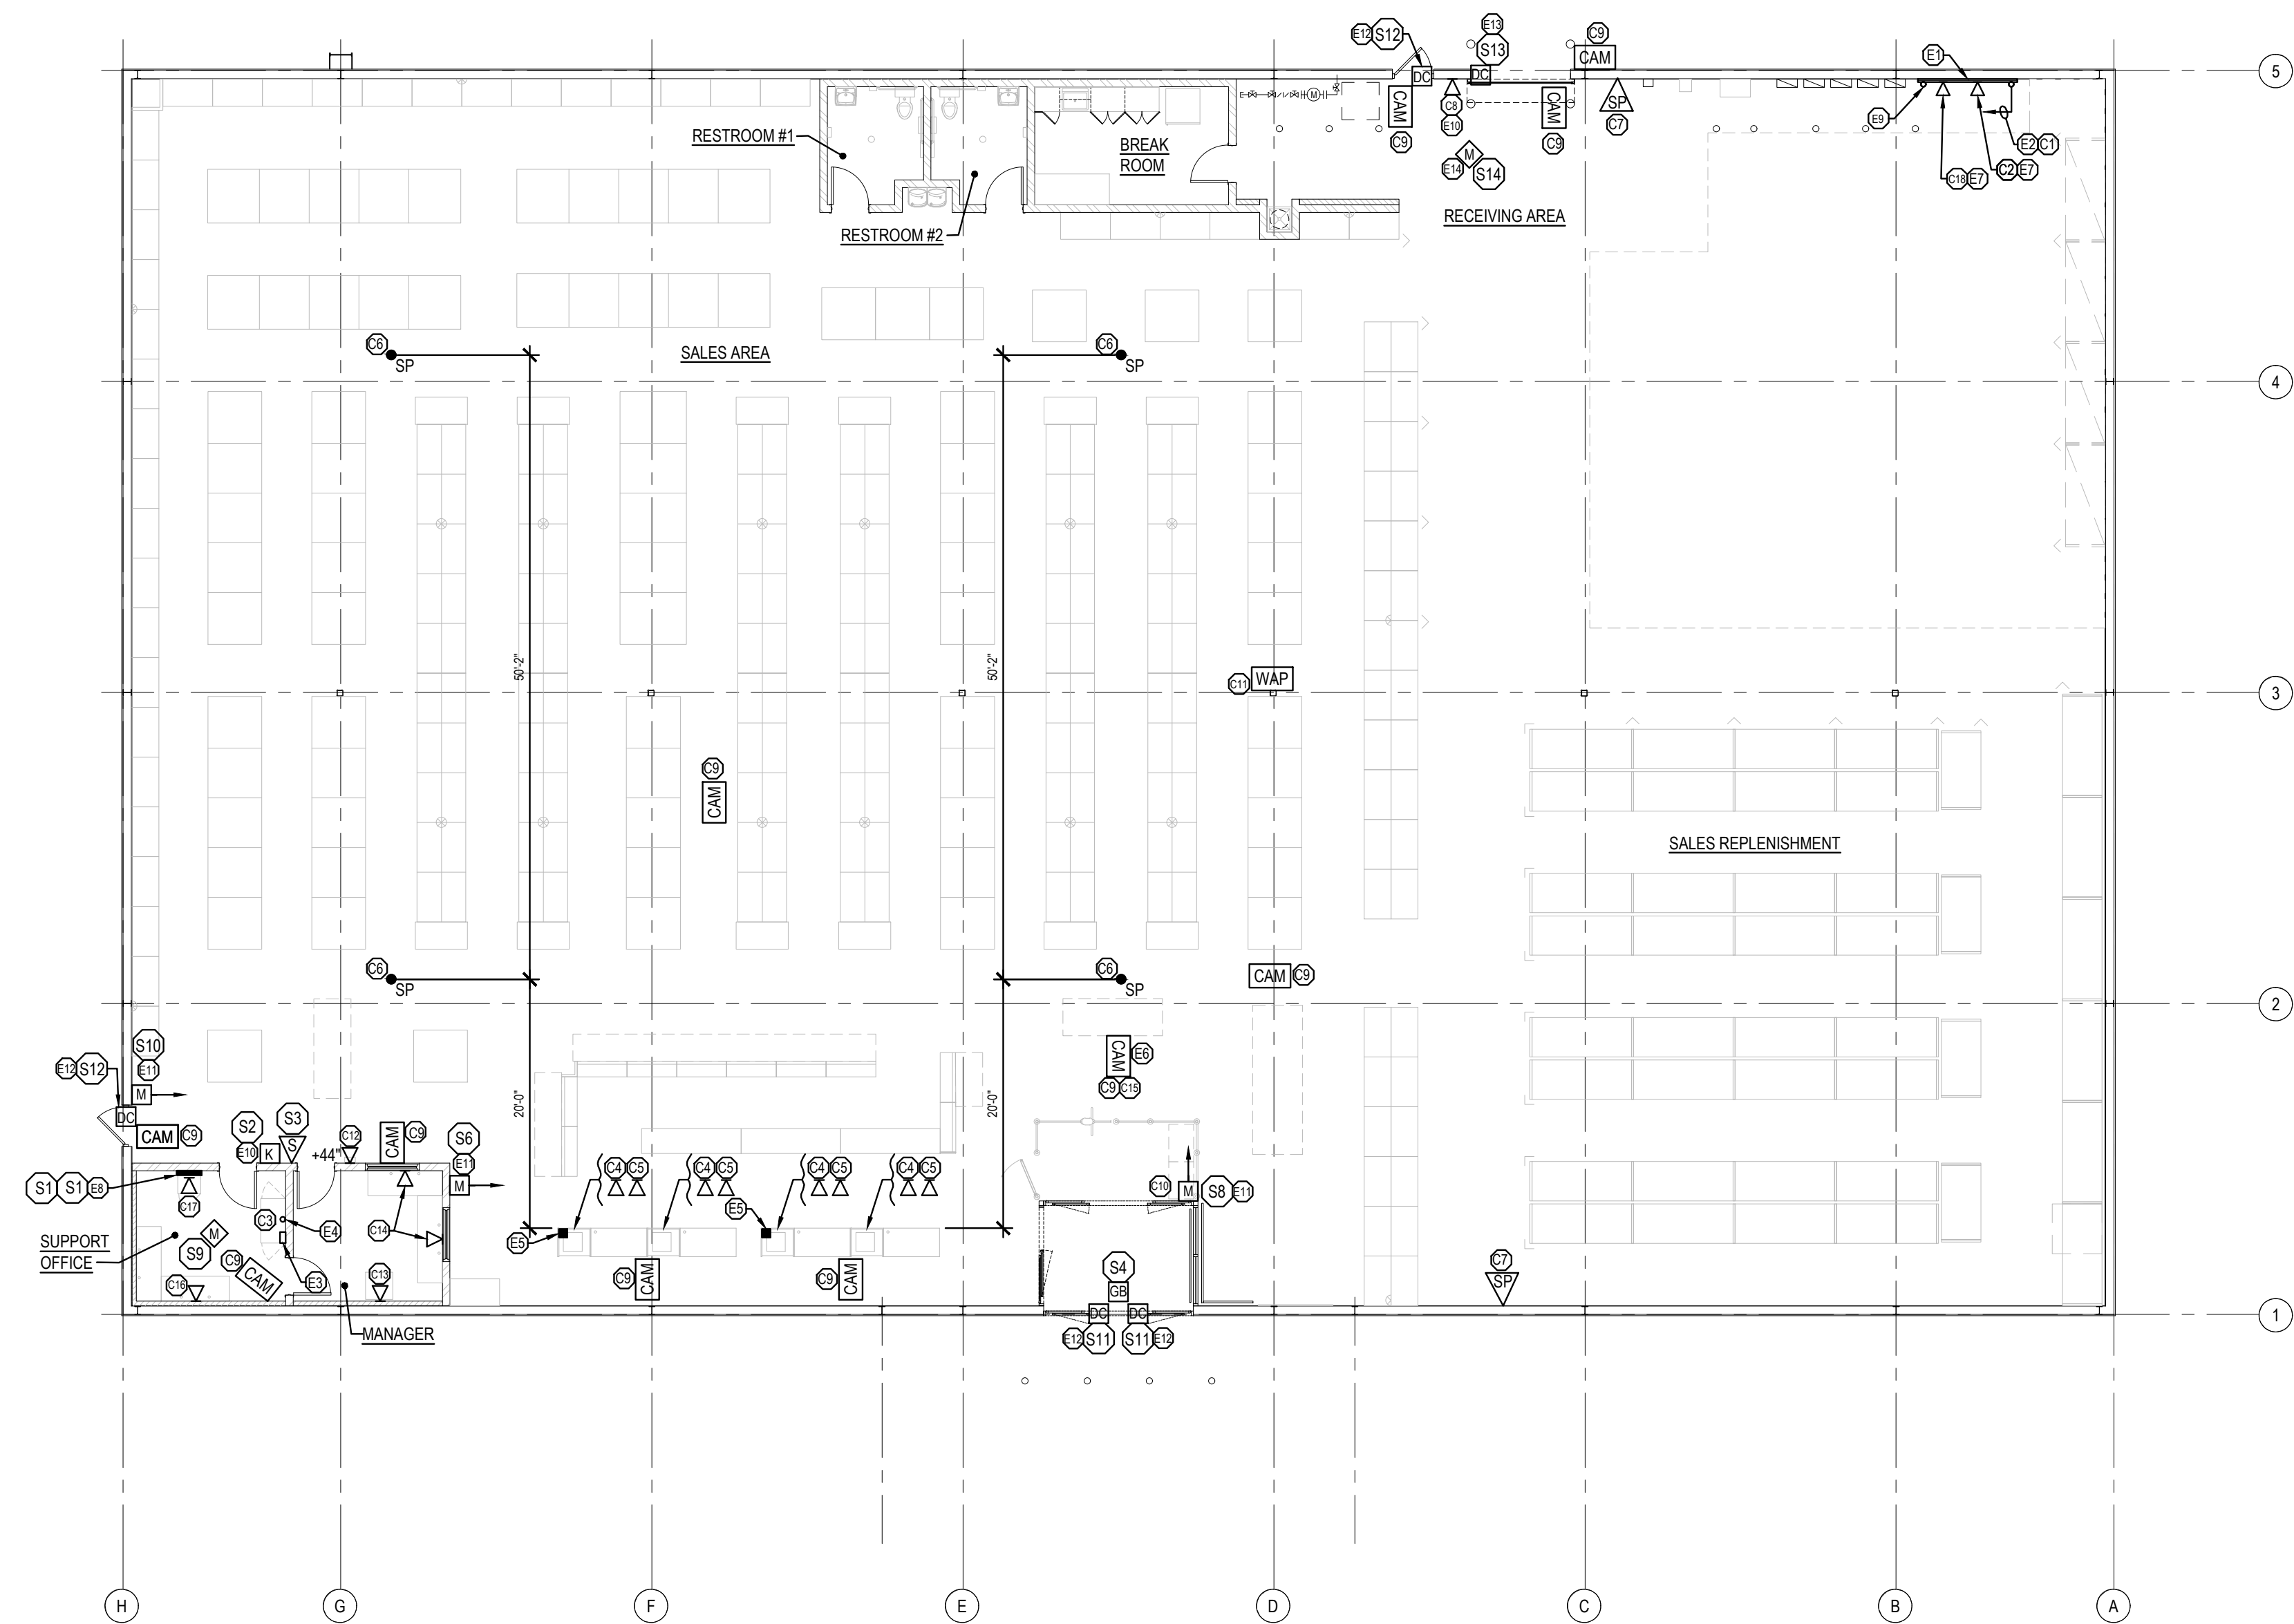 E13
E12 S12
S13
C9
CAM
E1
5
DC
DC
M
CAM
CAM
SP
C8
C7
E9
RESTROOM #1
BREAK
ROOM
E10
C9
C9
E2 C1
M
E14 S14
C2 E7
C18 E7
RECEIVING AREA
RESTROOM #2
C6
SP
SALES AREA
C6
SP
4
50'-2"
50'-2"
C11 WAP
3
C9
CAM
SALES REPLENISHMENT
C6
SP
C6
SP
CAM C9
2
S10
E11
E12 S12
M
DC
CAM C9
20'-0"
20'-0"
CAM E6
C9 C15
S2
E10 K
S3
S
+44"
C12
CAM C9
S6
E11
M
S1 S1 E8
C17
C4 C5
C4 C5
C4 C5
C4 C5
C10 M S8 E11
C3
E4
C14
E5
E5
SUPPORT
OFFICE
M
S9
C9
CAM
E3
C16
C13
C9 CAM
C9 CAM
S4
GB
C7
SP
DC
DC
E12 S11
S11 E12
MANAGER
1
H
G
F
E
D
C
B
A